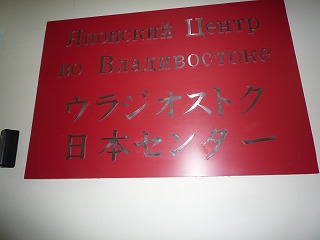 Японский Центр
во Владивостоке
ウラジオストク
日本センター